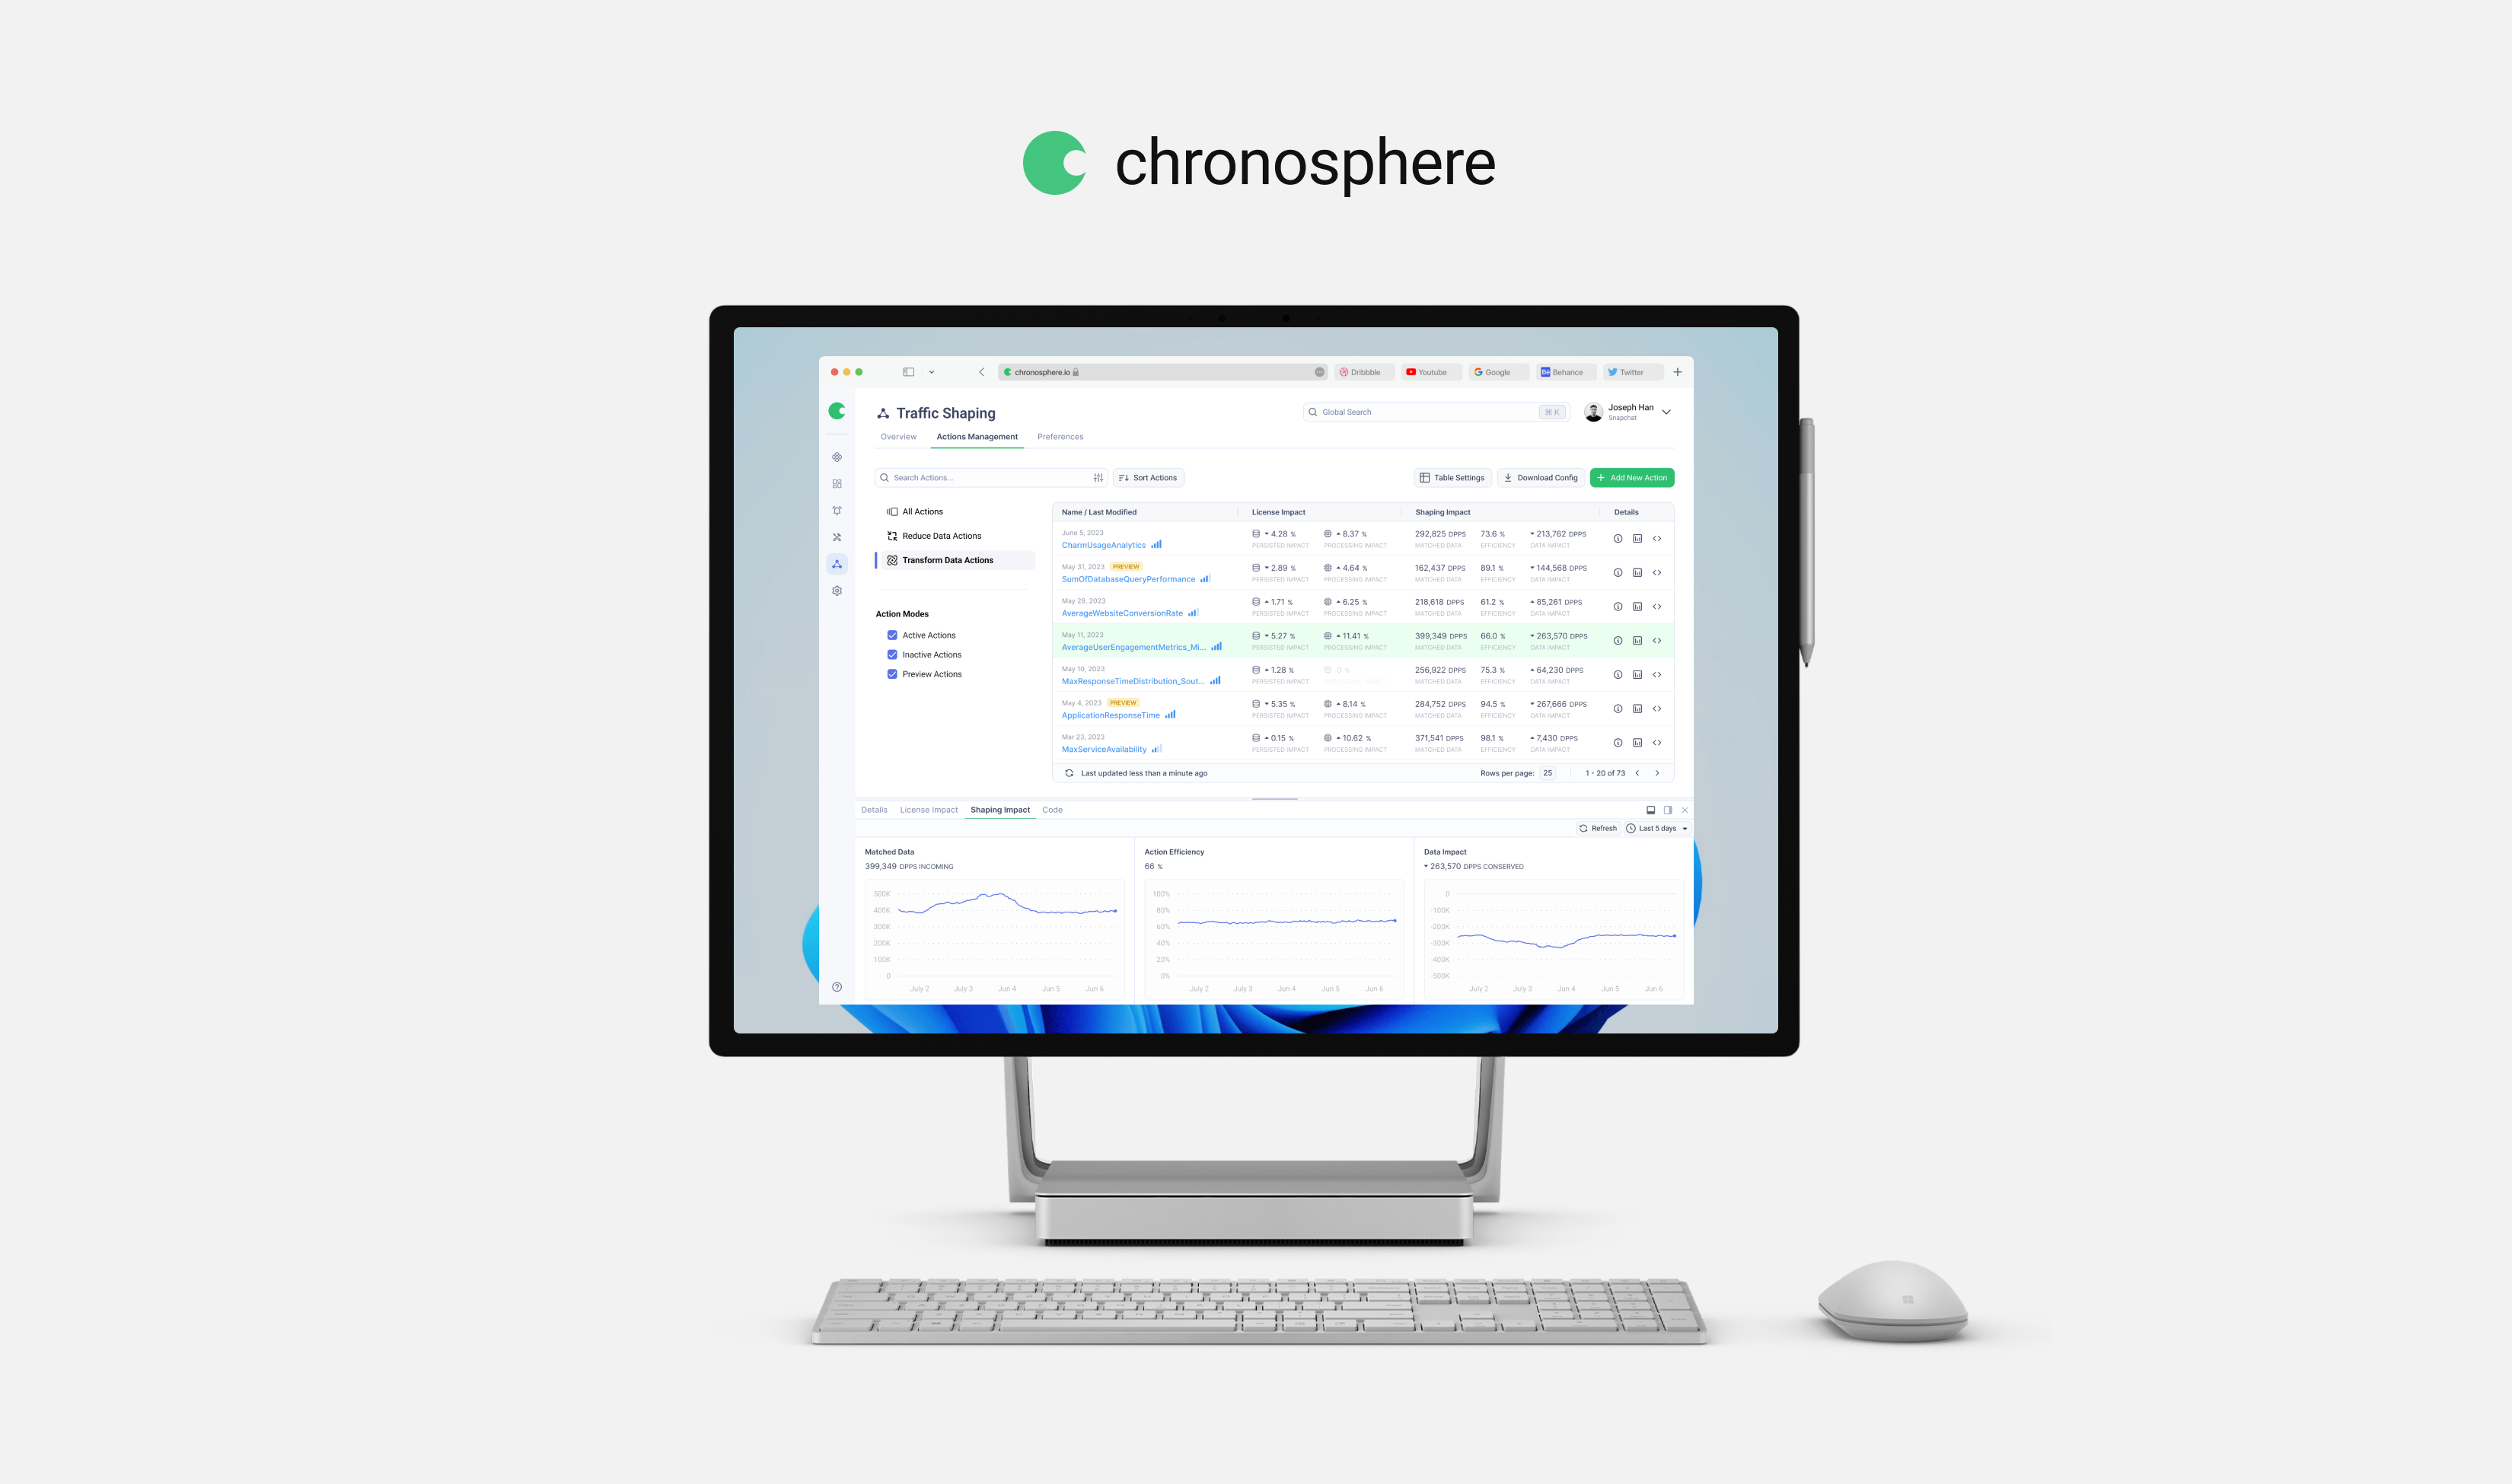 chronosphere
chronosphere.io
Dribbble
Youtube
Google
Behance
Twitter
Traffic Shaping
Global Search
⌘ K
Joseph Han
Snapchat
Overview
Actions Management
Preferences
Search Actions...
Sort Actions
Table Settings
Download Config
Add New Action
All Actions
Reduce Data Actions
Transform Data Actions
Action Modes
Active Actions
Inactive Actions
Preview Actions
Name / Last Modified
License Impact
Shaping Impact
Details
June 5, 2023
CharmUsageAnalytics
4.28 %
PERSISTED IMPACT
8.37 %
PROCESSING IMPACT
292,825 DPPS
MATCHED DATA
73.6 %
EFFICIENCY
213,762 DPPS
DATA IMPACT
May 31, 2023
PREVIEW
SumOfDatabaseQueryPerformance
2.89 %
PERSISTED IMPACT
4.64 %
PROCESSING IMPACT
162,437 DPPS
MATCHED DATA
89.1 %
EFFICIENCY
144,568 DPPS
DATA IMPACT
May 29, 2023
AverageWebsiteConversionRate
1.71 %
PERSISTED IMPACT
6.25 %
PROCESSING IMPACT
218,618 DPPS
MATCHED DATA
61.2 %
EFFICIENCY
85,261 DPPS
DATA IMPACT
May 11, 2023
AverageUserEngagementMetrics_Mi...
5.27 %
PERSISTED IMPACT
11.41 %
PROCESSING IMPACT
399,349 DPPS
MATCHED DATA
66.0 %
EFFICIENCY
263,570 DPPS
DATA IMPACT
May 10, 2023
MaxResponseTimeDistribution_Sout...
1.28 %
PERSISTED IMPACT
0 %
256,922 DPPS
MATCHED DATA
75.3 %
EFFICIENCY
64,230 DPPS
DATA IMPACT
May 4, 2023
PREVIEW
ApplicationResponseTime
5.35 %
PERSISTED IMPACT
8.14 %
PROCESSING IMPACT
284,752 DPPS
MATCHED DATA
94.5 %
EFFICIENCY
267,666 DPPS
DATA IMPACT
Mar 23, 2023
MaxServiceAvailability
0.15 %
PERSISTED IMPACT
10.62 %
PROCESSING IMPACT
371,541 DPPS
MATCHED DATA
98.1 %
EFFICIENCY
7,430 DPPS
DATA IMPACT
Last updated less than a minute ago
Rows per page: 25
1 - 20 of 73
Details
License Impact
Shaping Impact
Code
Refresh
Last 5 days
Matched Data
399,349 DPPS INCOMING
500K
400K
300K
200K
100K
0
July 2
July 3
Jun 4
Jun 5
Jun 6
Action Efficiency
66 %
100%
80%
60%
40%
20%
0%
July 2
July 3
Jun 4
Jun 5
Jun 6
Data Impact
263,570 DPPS CONSERVED
0
-100K
-200K
-300K
-400K
-500K
July 2
July 3
Jun 4
Jun 5
Jun 6